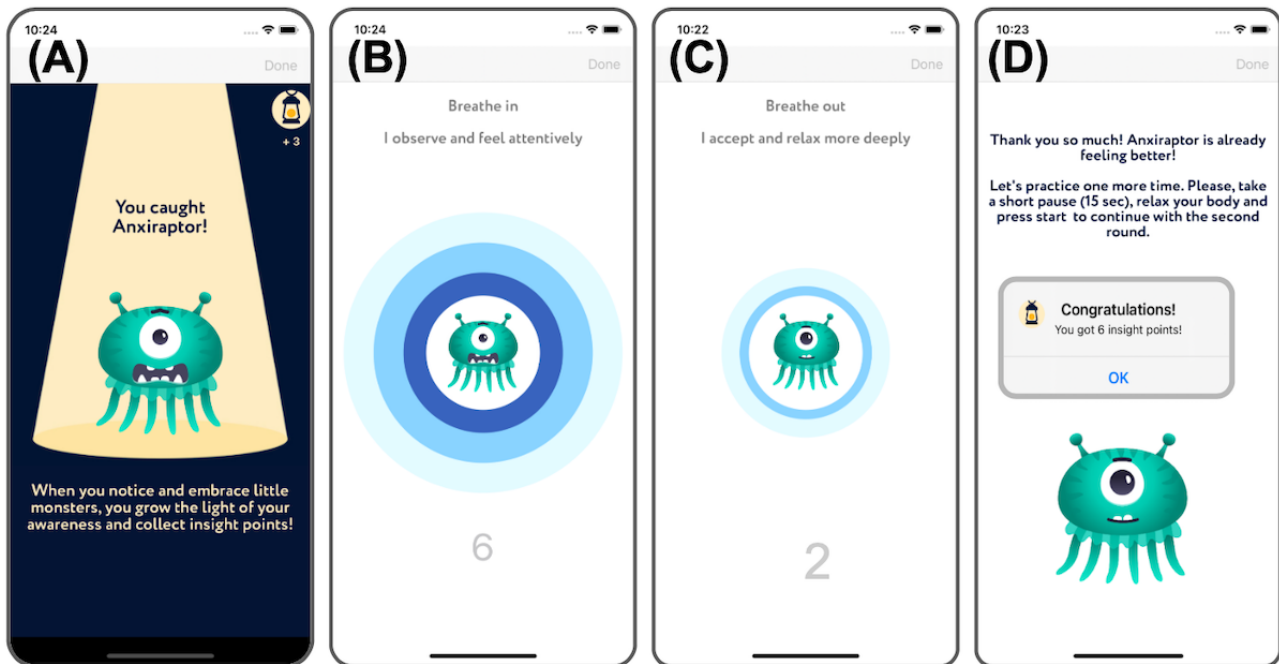 10:24
(A)
Done
+ 3
You caught
Anxiraptor!
When you notice and embrace little
monsters, you grow the light of your
awareness and collect insight points!
10:24
(B)
Done
Breathe in
I observe and feel attentively
6
10:22
(C)
Done
Breathe out
I accept and relax more deeply
2
10:23
(D)
Done
Thank you so much! Anxiraptor is already
feeling better!
Let's practice one more time. Please, take
a short pause (15 sec), relax your body and
press start to continue with the second
round.
Congratulations!
You got 6 insight points!
OK